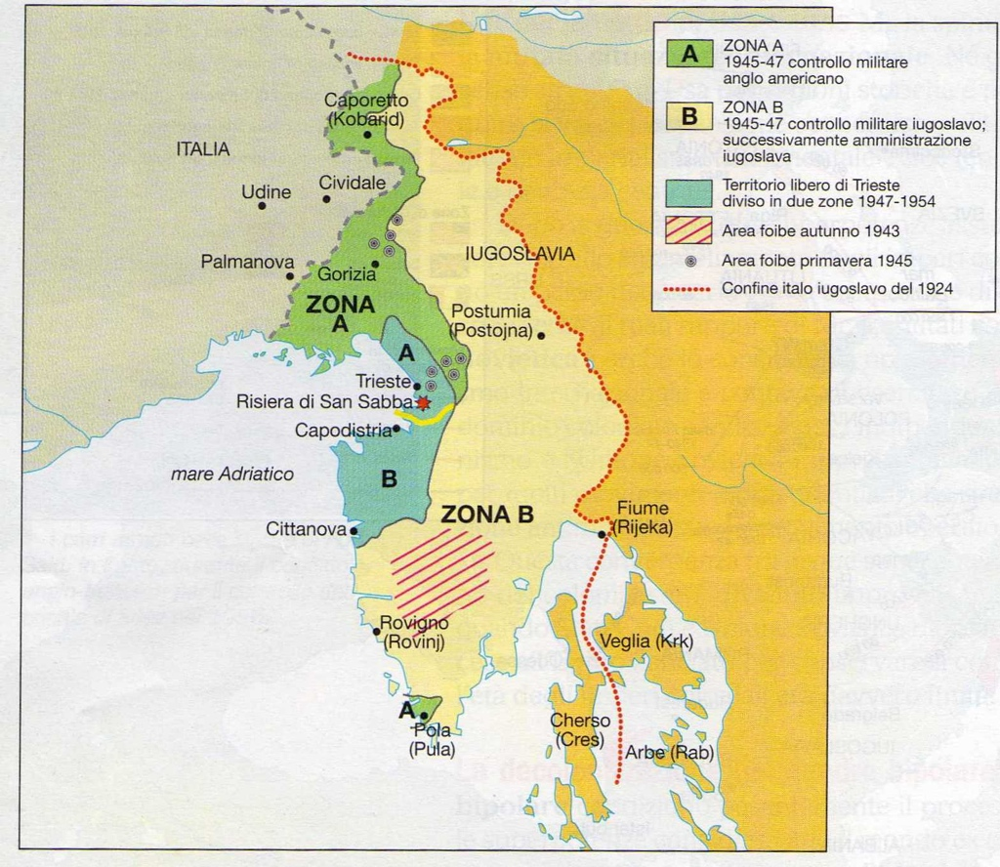 A
ZONA A
1945-47 controllo militare
anglo americano
B
ZONA B
1945-47 controllo militare iugoslavo;
successivamente amministrazione
iugoslava
Territorio libero di Trieste
diviso in due zone 1947-1954
Area foibe autunno 1943
Area foibe primavera 1945
Confine italo iugoslavo del 1924
Caporetto
(Kobarid)
ITALIA
Cividale
Udine
IUGOSLAVIA
Palmanova
Gorizia
ZONA
A
Postumia
(Postojna)
A
Trieste
Risiera di San Sabba
Capodistria
mare Adriatico
B
ZONA B
Fiume
(Rijeka)
Cittanova
Rovigno
(Rovinj)
Veglia (Krk)
A
Pola
(Pula)
Cherso
(Cres)
Arbe (Rab)